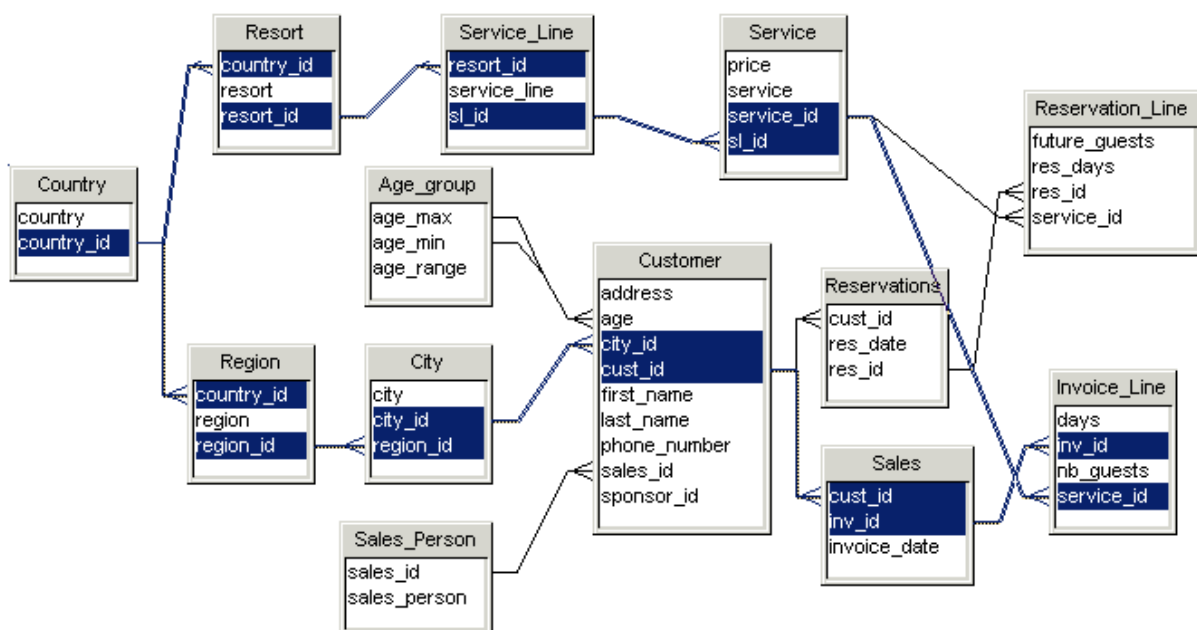 Resort
country_id
resort
resort_id
Service_Line
resort_id
service_line
sl_id
Service
price
service
service_id
sl_id
Reservation_Line
future_guests
res_days
res_id
service_id
Country
country
country_id
Age_group
age_max
age_min
age_range
Customer
address
age
city_id
cust_id
first_name
last_name
phone_number
sales_id
sponsor_id
Reservations
cust_id
res_date
res_id
Region
country_id
region
region_id
City
city
city_id
region_id
Invoice_Line
days
inv_id
nb_guests
service_id
Sales
cust_id
inv_id
invoice_date
Sales_Person
sales_id
sales_person